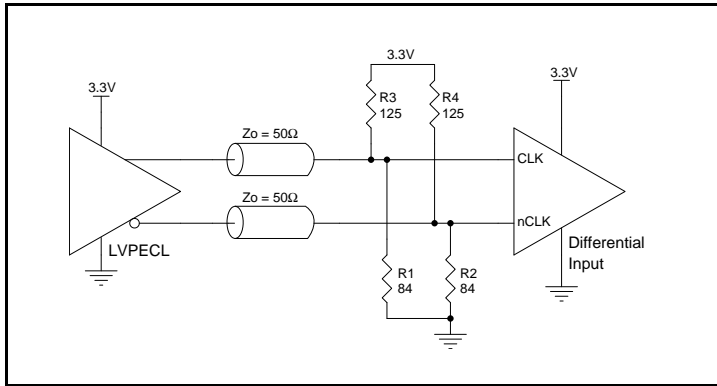 3.3V
3.3V
3.3V
R3
125
R4
125
Zo = 50Ω
CLK
Zo = 50Ω
nCLK
LVPECL
Differential
Input
R1
84
R2
84